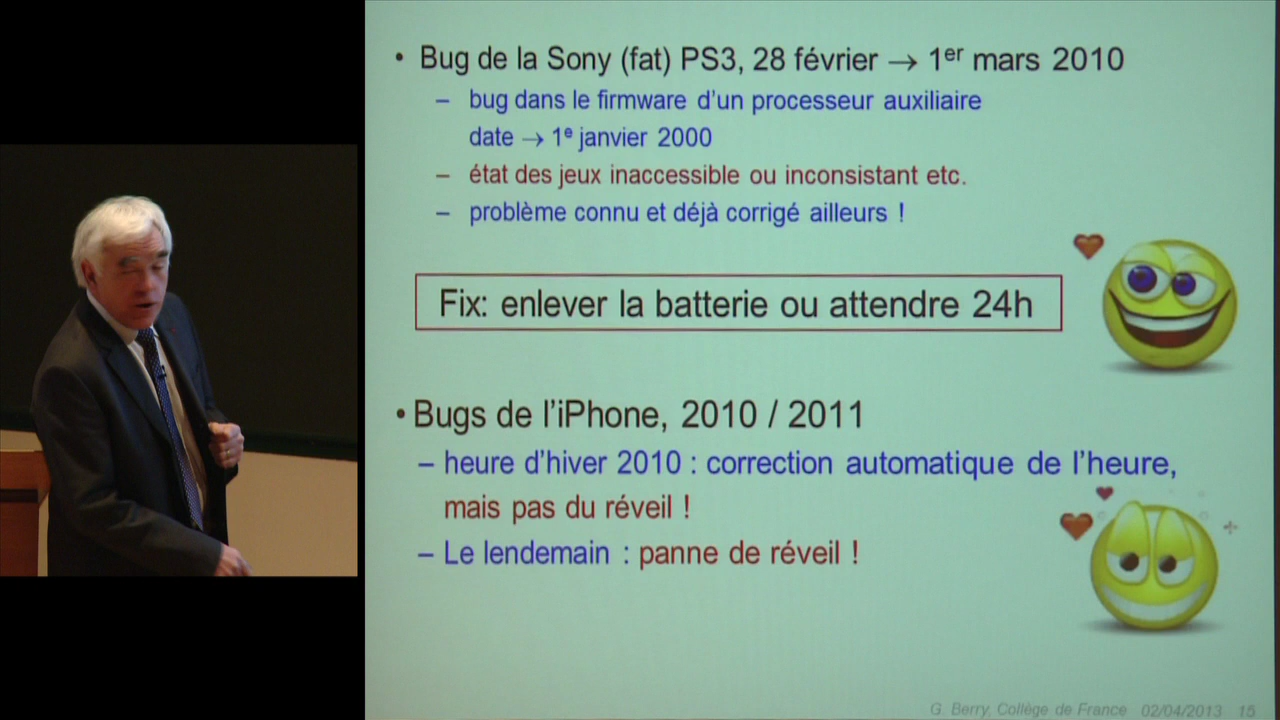 • Bug de la Sony (fat) PS3, 28 février → 1er mars 2010
– bug dans le firmware d'un processeur auxiliaire
date → 1e janvier 2000
– état des jeux inaccessible ou inconsistant etc.
– problème connu et déjà corrigé ailleurs !
Fix: enlever la batterie ou attendre 24h
• Bugs de l'iPhone, 2010 / 2011
– heure d'hiver 2010 : correction automatique de l'heure,
mais pas du réveil !
– Le lendemain : panne de réveil !
G. Berry, Collège de France 02/04/2013 15